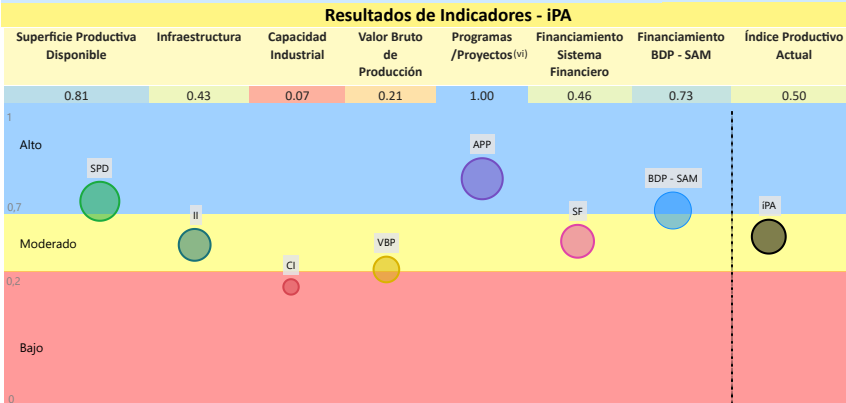 Resultados de Indicadores - iPA
Superficie Productiva Disponible
Infraestructura
Capacidad Industrial
Valor Bruto de Producción
Programas /Proyectos(vi)
Financiamiento Sistema Financiero
Financiamiento BDP - SAM
Índice Productivo Actual
0.81 0.43 0.07 0.21 1.00 0.46 0.73 0.50
1
Alto
APP
SPD
BDP - SAM
0,7
II
SF
iPA
Moderado
VBP
CI
0,2
Bajo
0